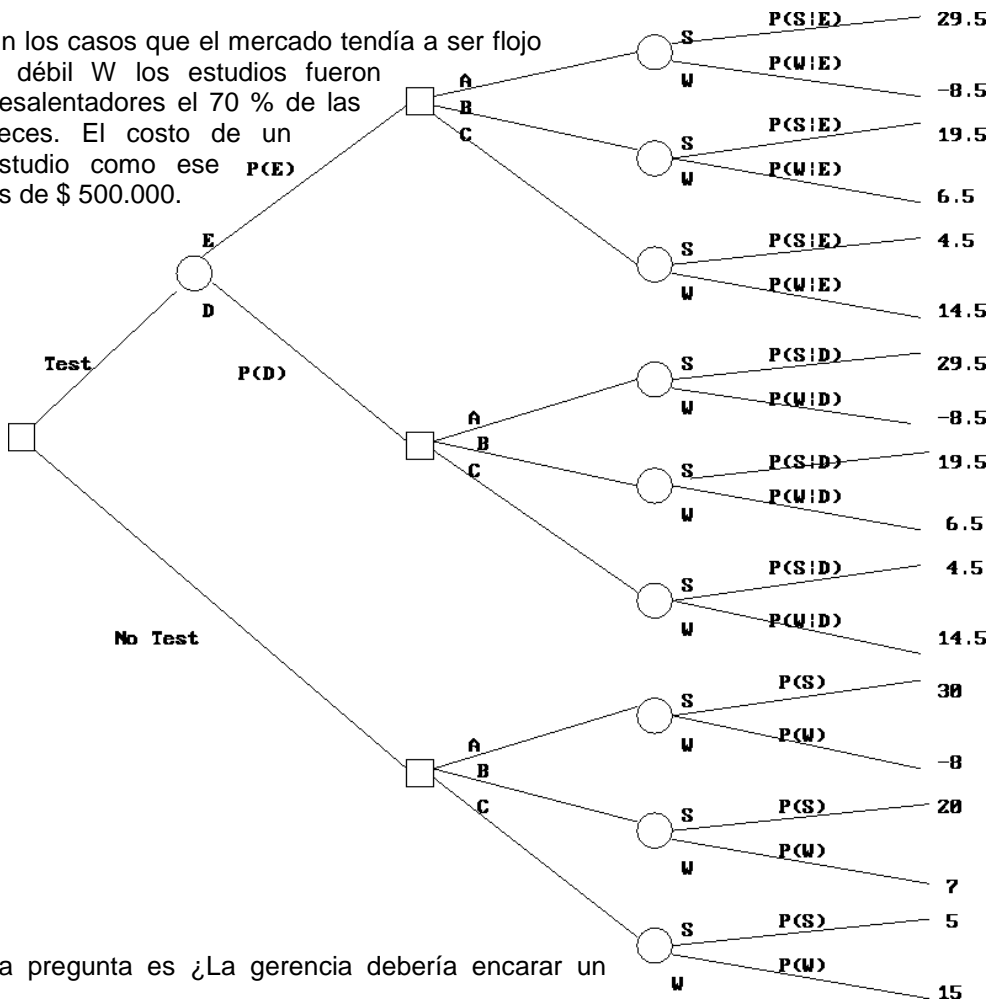 n los casos que el mercado tendía a ser flojo
débil W los estudios fueron
esalentadores el 70 % de las
eces. El costo de un
studio como ese
s de $ 500.000.
P(E)
E
D
P(D)
Test
No Test
A
B
C
S
W
P(S|E) 29.5
P(W|E) -8.5
S
W
P(S|E) 19.5
P(W|E) 6.5
S
W
P(S|E) 4.5
P(W|E) 14.5
A
B
C
S
W
P(S|D) 29.5
P(W|D) -8.5
S
W
P(S|D) 19.5
P(W|D) 6.5
S
W
P(S|D) 4.5
P(W|D) 14.5
A
B
C
S
W
P(S) 30
P(W) -8
S
W
P(S) 20
P(W) 7
S
W
P(S) 5
P(W) 15
a pregunta es ¿La gerencia debería encarar un